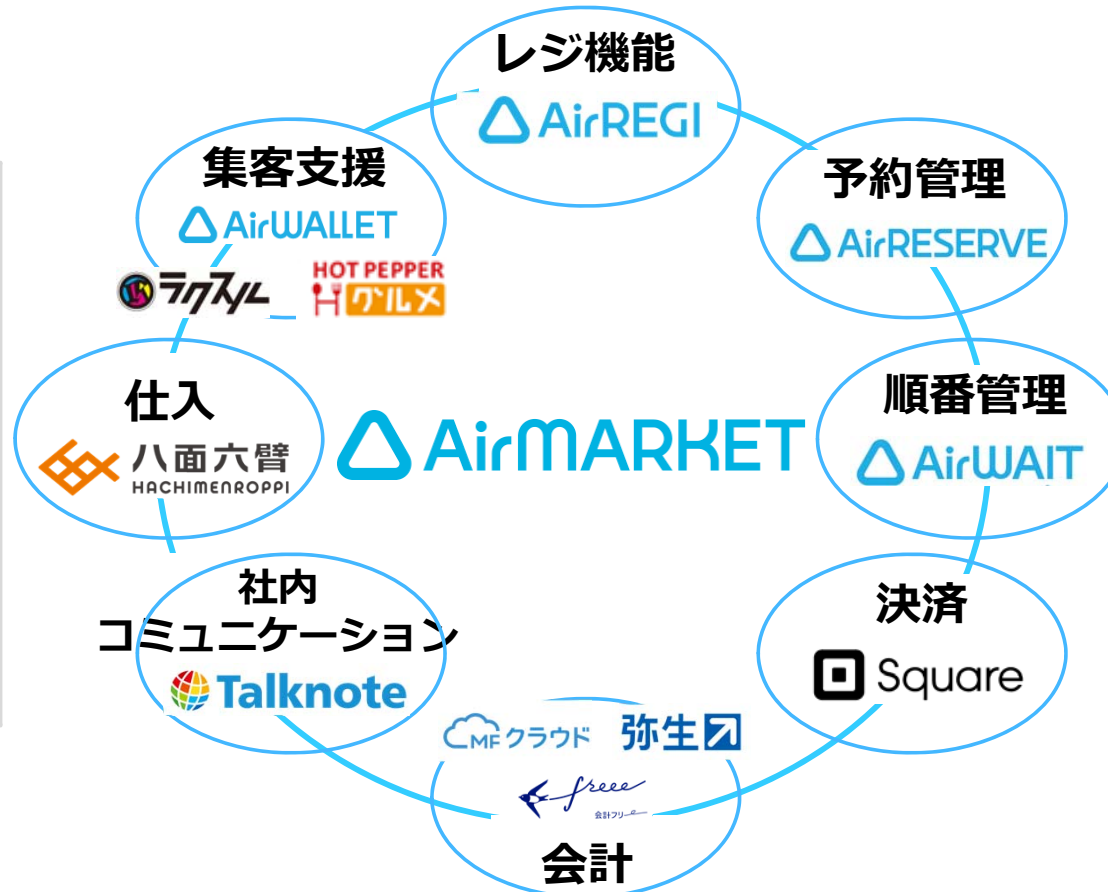 レジ機能
AirREGI
集客支援
AirWALLET
ラクスル
HOT PEPPER
グルメ
予約管理
AirRESERVE
仕入
八面六臂
HACHIMENROPPI
AirMARKET
順番管理
AirWAIT
社内
コミュニケーション
Talknote
決済
Square
MFクラウド
弥生
freee
会計フリー
会計